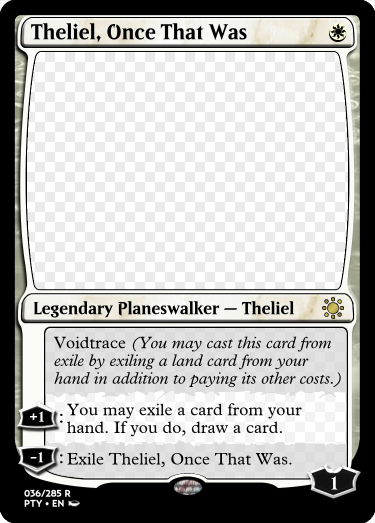 Theliel, Once That Was
Legendary Planeswalker — Theliel
Voidtrace (You may cast this card from
exile by exiling a land card from your
hand in addition to paying its other costs.)
+1: You may exile a card from your
hand. If you do, draw a card.
-1: Exile Theliel, Once That Was.
1
036/285 R
PTY • EN